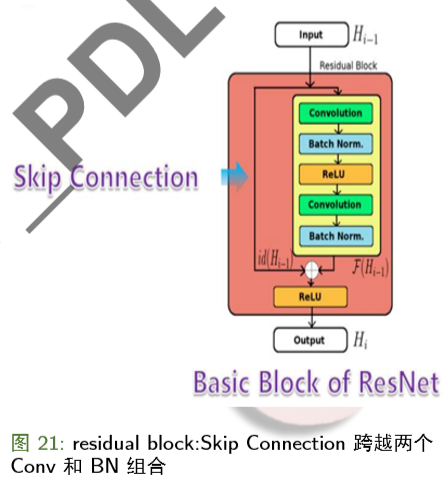 Input H_{i-1}
Residual Block
Convolution
Batch Norm.
ReLU
Convolution
Batch Norm.
Skip Connection
id(H_{i-1}) F(H_{i-1})
ReLU
Output H_i
Basic Block of ResNet
图 21: residual block:Skip Connection 跨越两个
Conv 和 BN 组合
PDL